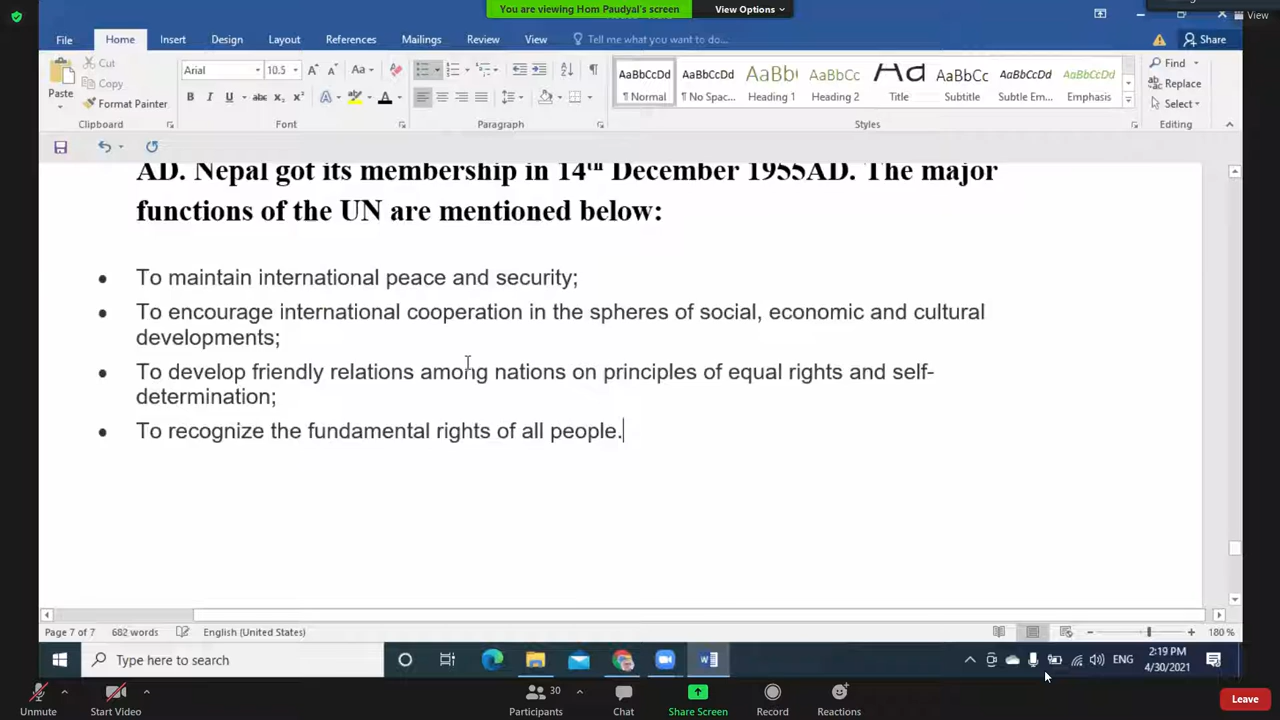 You are viewing Hom Paudyal's screen View Options
View
File Home Insert Design Layout References Mailings Review View Tell me what you want to do... Share
Paste
Cut
Copy
Format Painter
Clipboard
Arial 10.5
Font
Paragraph
AaBbCcDd AaBbCcDd AaBbC AaBbCc Aa AaBbCc AaBbCcDd AaBbCcDd
¶ Normal ¶ No Spac... Heading 1 Heading 2 Title Subtitle Subtle Em... Emphasis
Styles
Find
Replace
Select
Editing
AD. Nepal got its membership in 14th December 1955AD. The major
functions of the UN are mentioned below:
• To maintain international peace and security;
• To encourage international cooperation in the spheres of social, economic and cultural
developments;
• To develop friendly relations among nations on principles of equal rights and self-
determination;
• To recognize the fundamental rights of all people.
Page 7 of 7 682 words English (United States) 180 %
Type here to search
ENG
2:19 PM
4/30/2021
30
Unmute Start Video Participants Chat Share Screen Record Reactions Leave